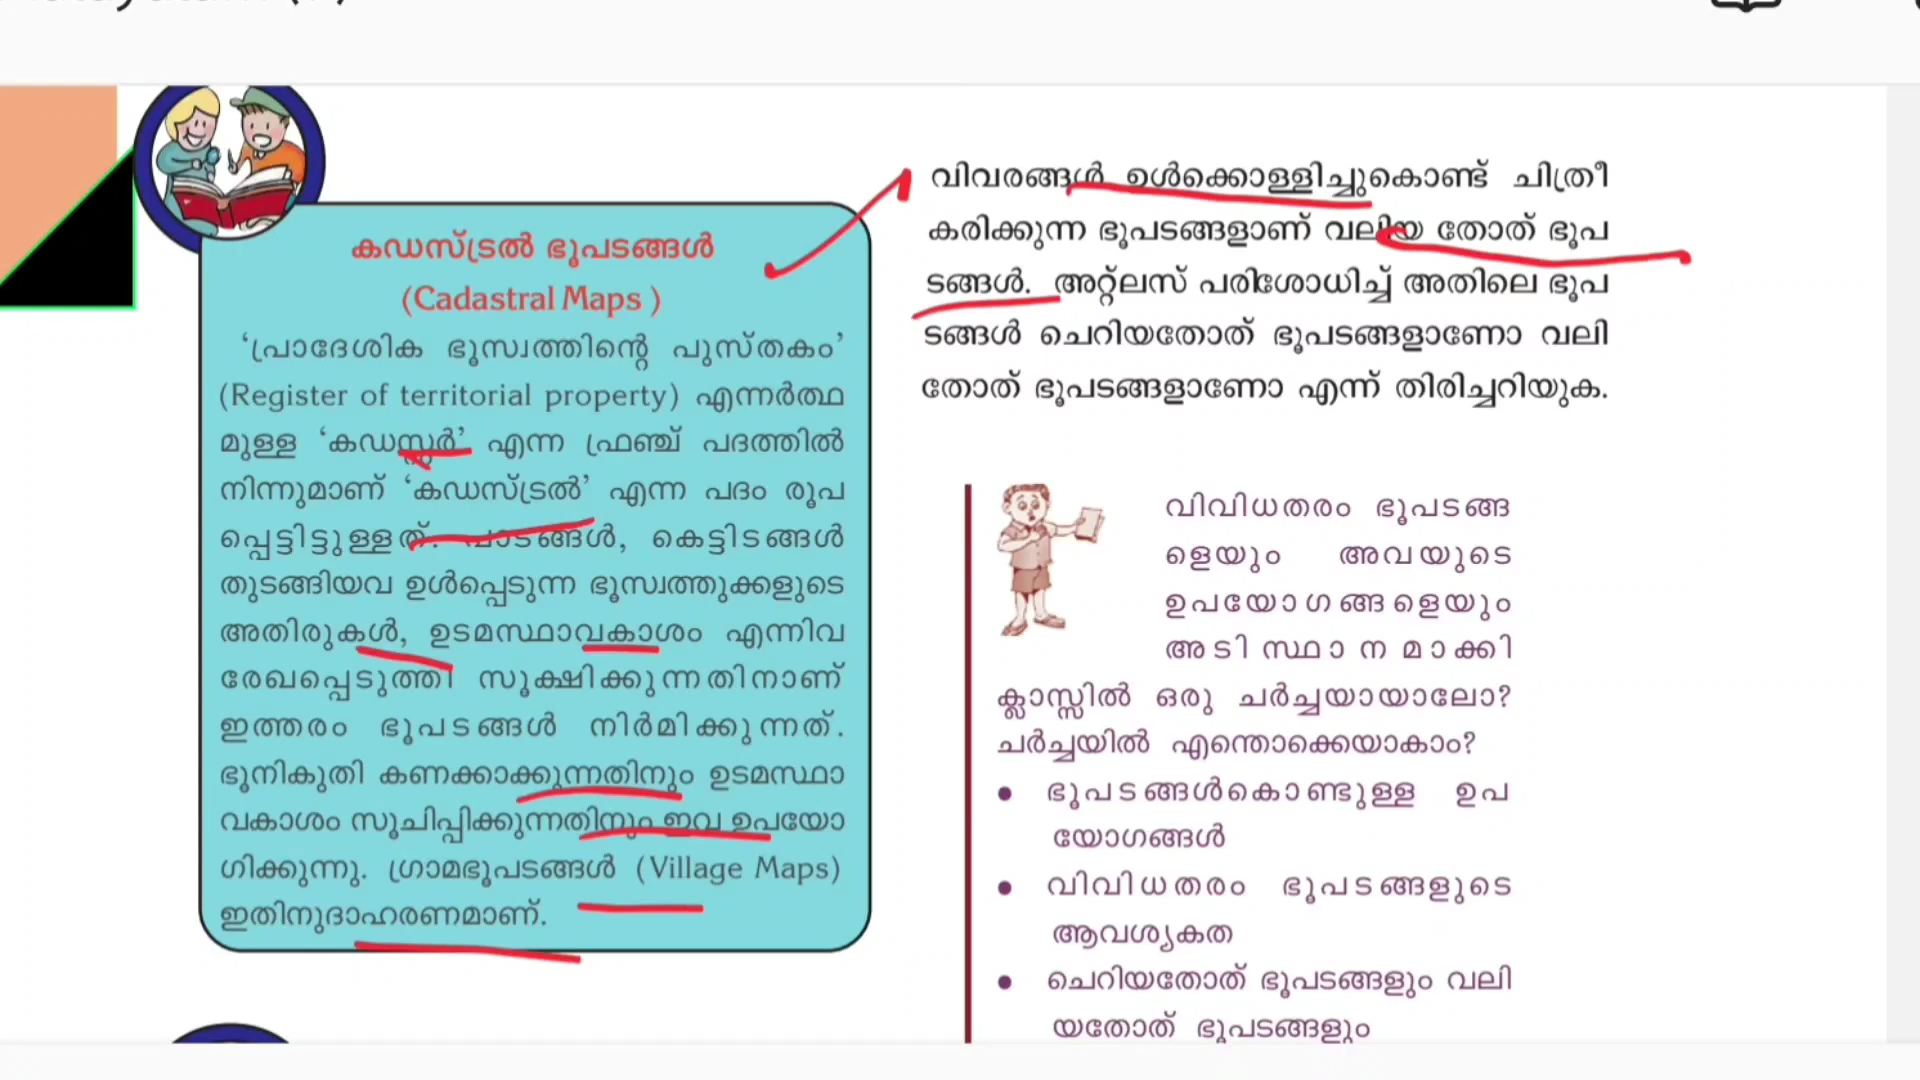 കഡസ്ട്രൽ ഭൂപടങ്ങൾ
(Cadastral Maps )
‘പ്രാദേശിക ഭൂസ്വത്തിന്റെ പുസ്തകം’
(Register of territorial property) എന്നർത്ഥ
മുള്ള ‘കഡസ്റ്റർ’ എന്ന ഫ്രഞ്ച് പദത്തിൽ
നിന്നുമാണ് ‘കഡസ്ട്രൽ’ എന്ന പദം രൂപ
പ്പെട്ടിട്ടുള്ളത്. പാടങ്ങൾ, കെട്ടിടങ്ങൾ
തുടങ്ങിയവ ഉൾപ്പെടുന്ന ഭൂസ്വത്തുക്കളുടെ
അതിരുകൾ, ഉടമസ്ഥാവകാശം എന്നിവ
രേഖപ്പെടുത്തി സൂക്ഷിക്കുന്നതിനാണ്
ഇത്തരം ഭൂപടങ്ങൾ നിർമിക്കുന്നത്.
ഭൂനികുതി കണക്കാക്കുന്നതിനും ഉടമസ്ഥാ
വകാശം സൂചിപ്പിക്കുന്നതിനും ഇവ ഉപയോ
ഗിക്കുന്നു. ഗ്രാമഭൂപടങ്ങൾ (Village Maps)
ഇതിനുദാഹരണമാണ്.
വിവരങ്ങൾ ഉൾക്കൊള്ളിച്ചുകൊണ്ട് ചിത്രീ
കരിക്കുന്ന ഭൂപടങ്ങളാണ് വലിയ തോത് ഭൂപ
ടങ്ങൾ. അറ്റ്ലസ് പരിശോധിച്ച് അതിലെ ഭൂപ
ടങ്ങൾ ചെറിയതോത് ഭൂപടങ്ങളാണോ വലി
തോത് ഭൂപടങ്ങളാണോ എന്ന് തിരിച്ചറിയുക.
വിവിധതരം ഭൂപടങ്ങ
ളെയും അവയുടെ
ഉപയോഗങ്ങളെയും
അടിസ്ഥാനമാക്കി
ക്ലാസ്സിൽ ഒരു ചർച്ചയായാലോ?
ചർച്ചയിൽ എന്തൊക്കെയാകാം?
• ഭൂപടങ്ങൾകൊണ്ടുള്ള ഉപ
യോഗങ്ങൾ
• വിവിധതരം ഭൂപടങ്ങളുടെ
ആവശ്യകത
• ചെറിയതോത് ഭൂപടങ്ങളും വലി
യതോത് ഭൂപടങ്ങളും